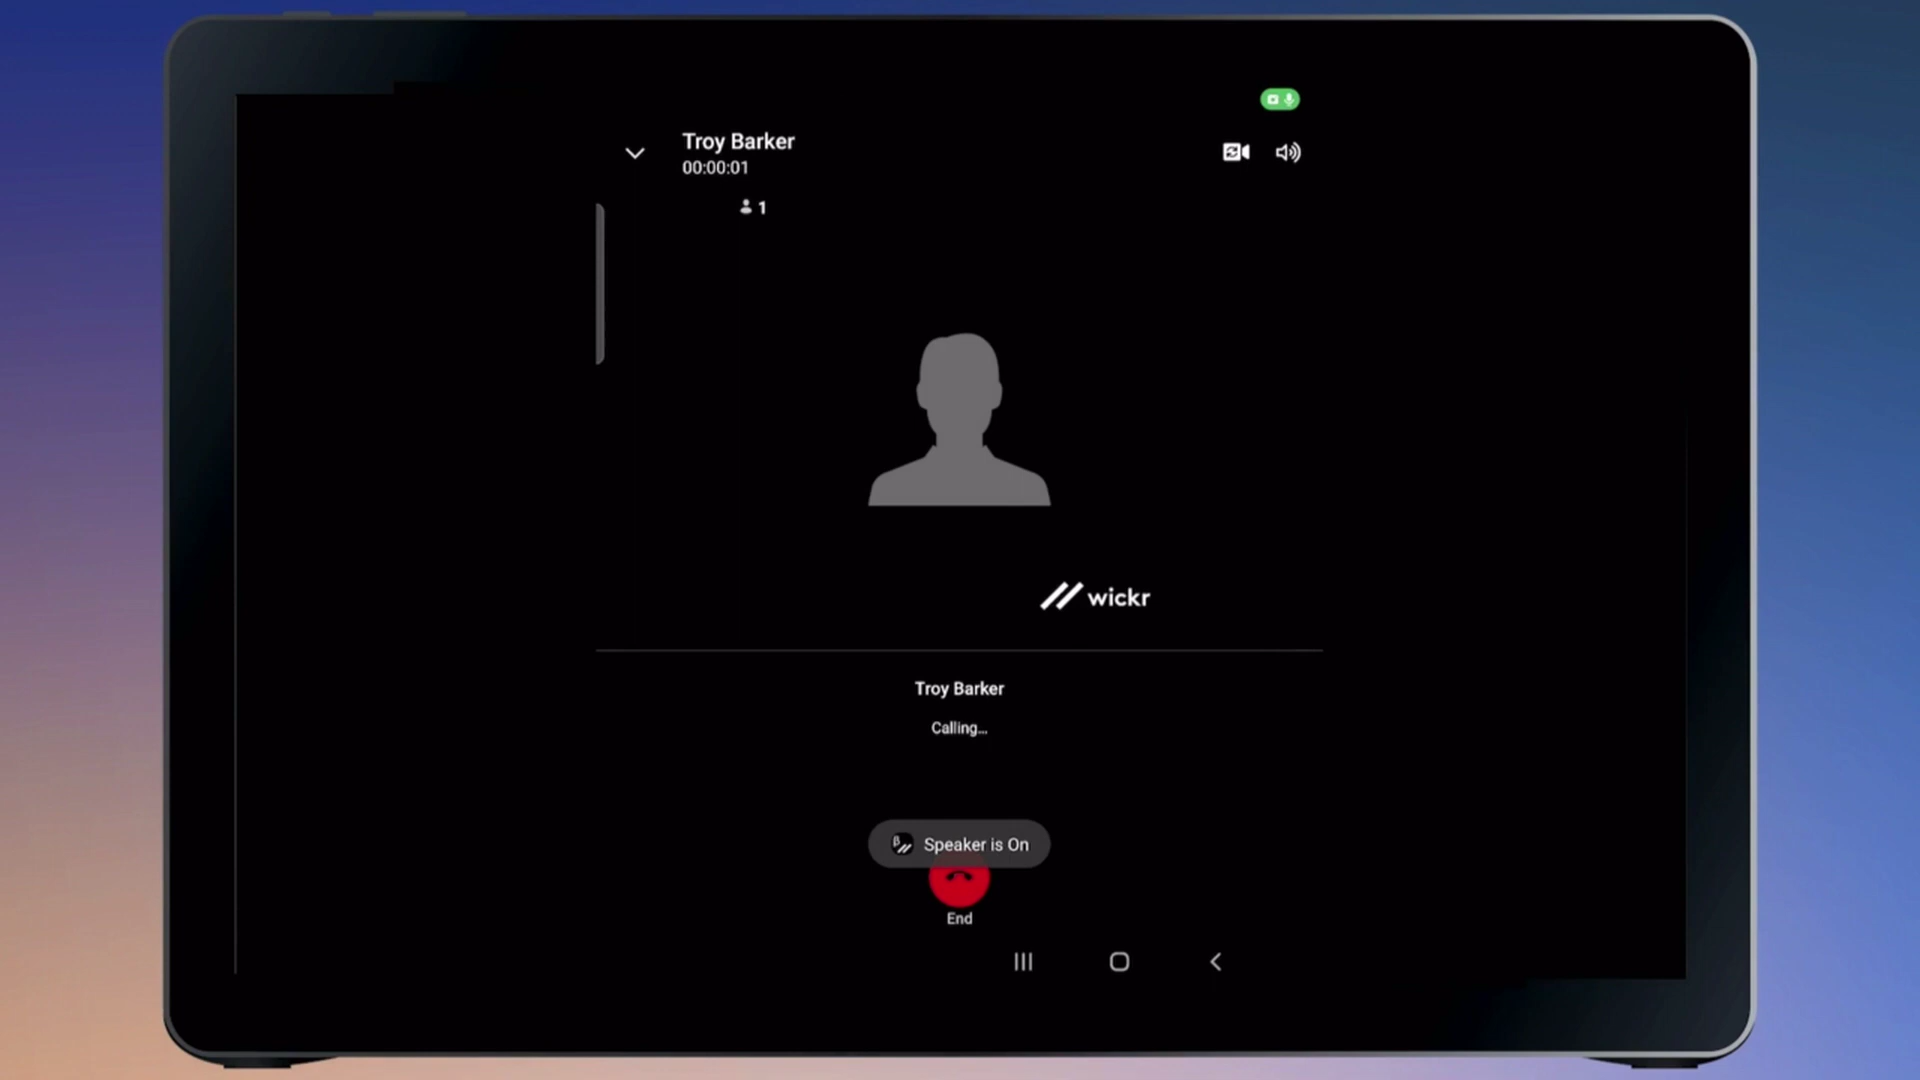 Troy Barker
00:00:01
1
wickr
Troy Barker
Calling...
Speaker is On
End